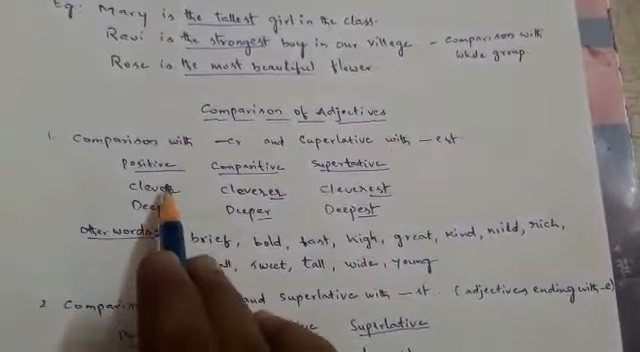 Eg: Mary is the tallest girl in the class.
Ravi is the strongest boy in our village - comparison with whole group.
Rose is the most beautiful flower.
Comparison of Adjectives
1. Comparison with -er and Superlative with -est
Positive Comparitive Superlative
Clever Cleverer Cleverest
Deep Deeper Deepest
Other words: brief, bold, fast, high, great, kind, mild, rich,
sweet, tall, wide, young
2 and superlative with -st. (adjectives ending with -e)
Superlative